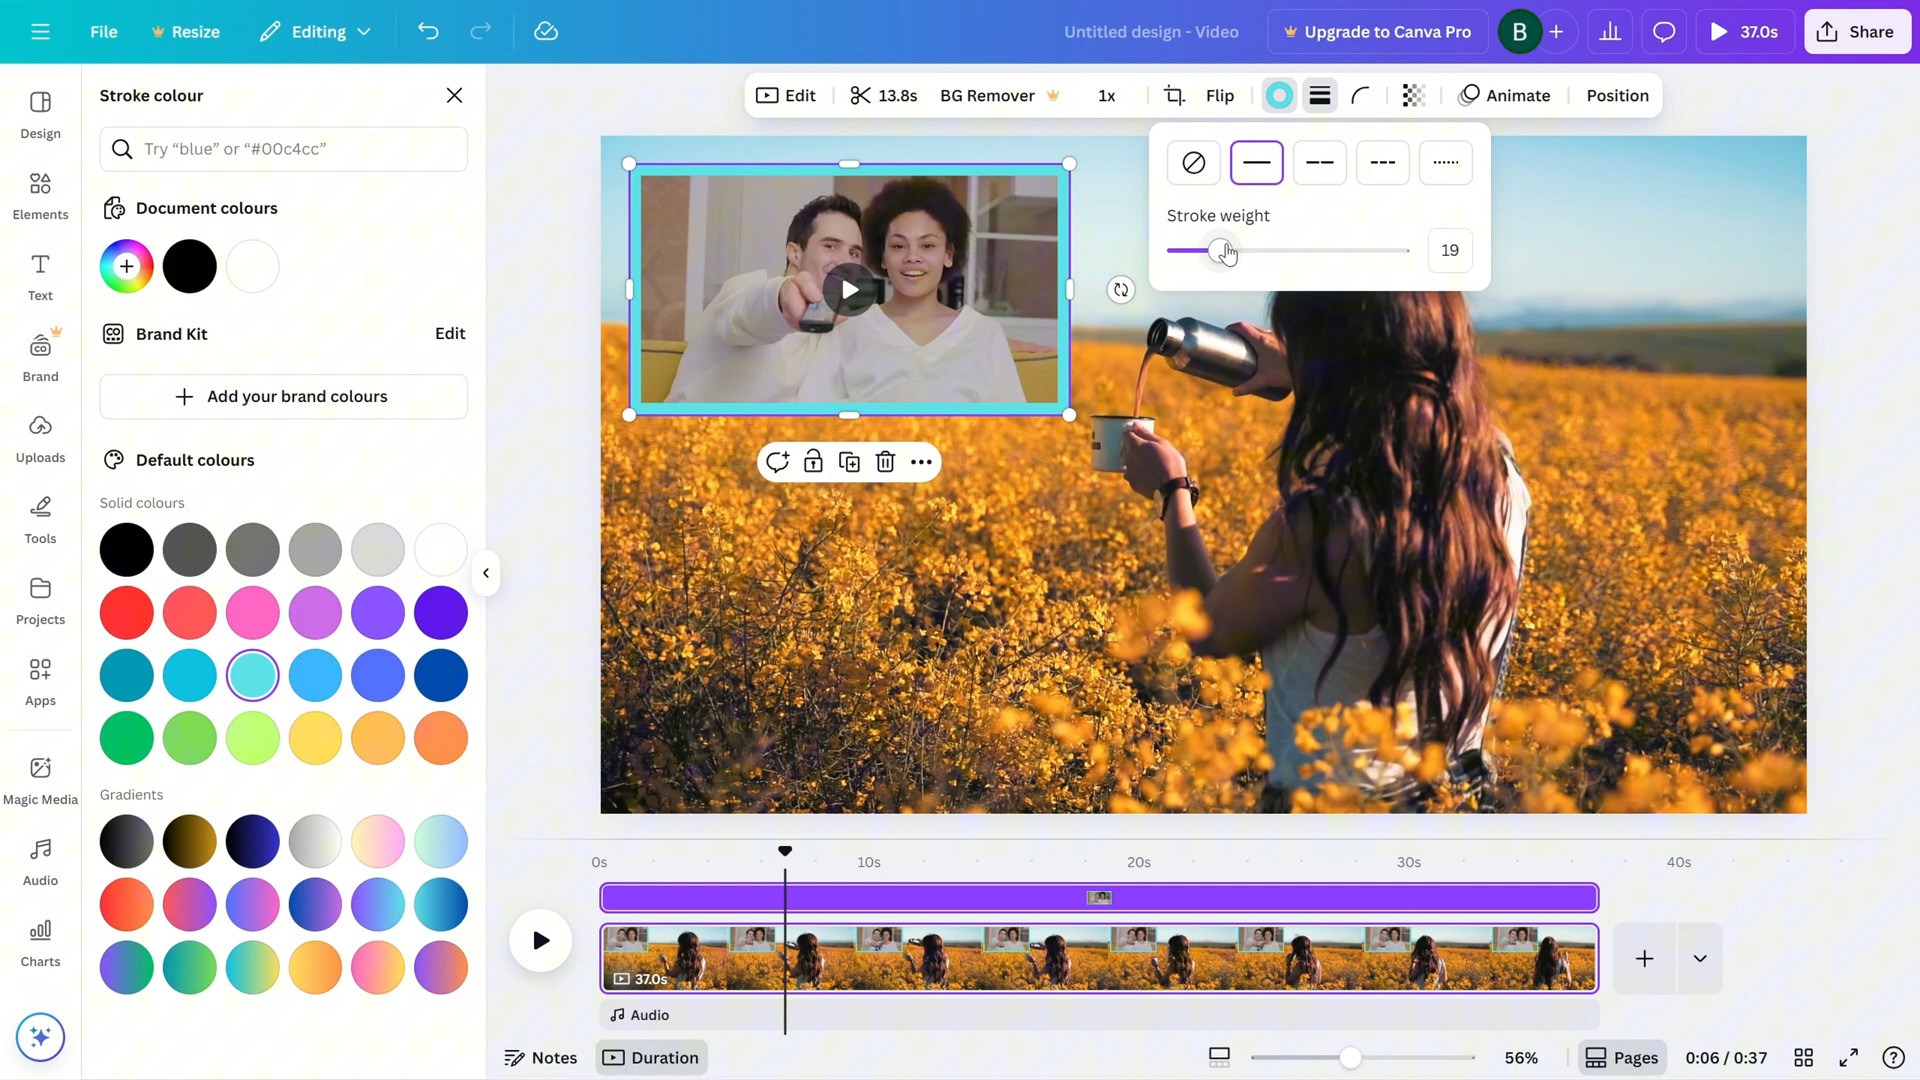 File
Resize
Editing
Untitled design - Video
Upgrade to Canva Pro
B
37.0s
Share
Design
Elements
Text
Brand
Uploads
Tools
Projects
Apps
Magic Media
Audio
Charts
Stroke colour
Try “blue” or “#00c4cc”
Document colours
Brand Kit
Edit
Add your brand colours
Default colours
Solid colours
Gradients
Edit
13.8s
BG Remover
1x
Flip
Animate
Position
Stroke weight
19
0s
10s
20s
30s
40s
37.0s
Audio
Notes
Duration
56%
Pages
0:06 / 0:37